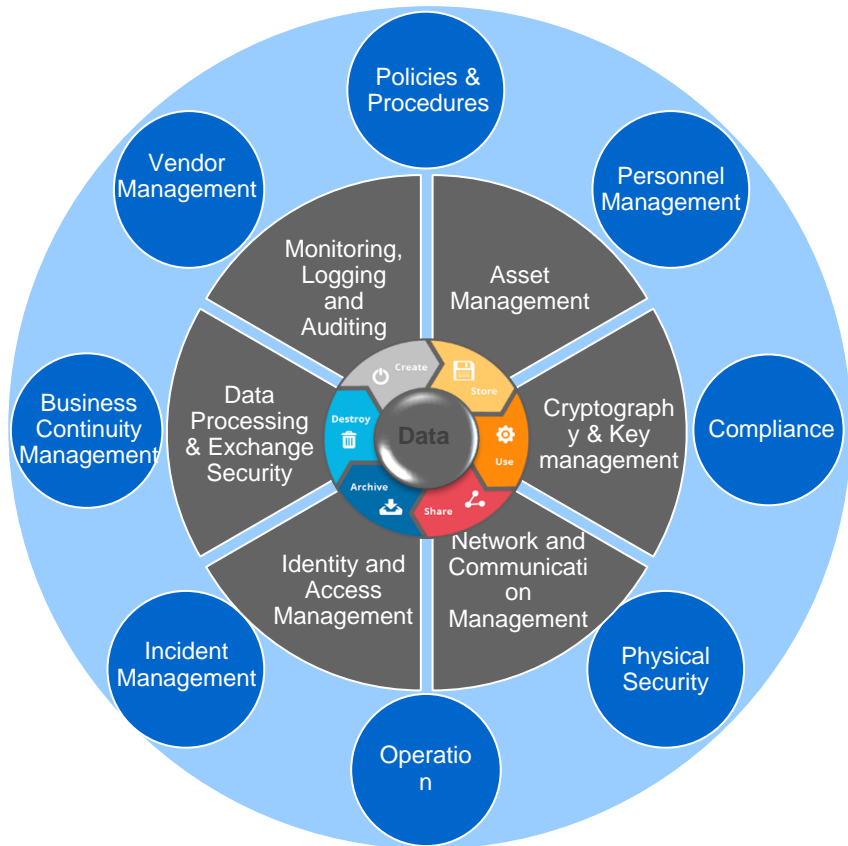 Policies &
Procedures
Vendor
Management
Personnel
Management
Monitoring,
Logging
and
Auditing
Asset
Management
Create
Store
Data
Processing
& Exchange
Security
Destroy
Data
Use
Cryptograph
y & Key
management
Business
Continuity
Management
Compliance
Archive
Share
Identity and
Access
Management
Network and
Communicati
on
Management
Incident
Management
Physical
Security
Operatio
n